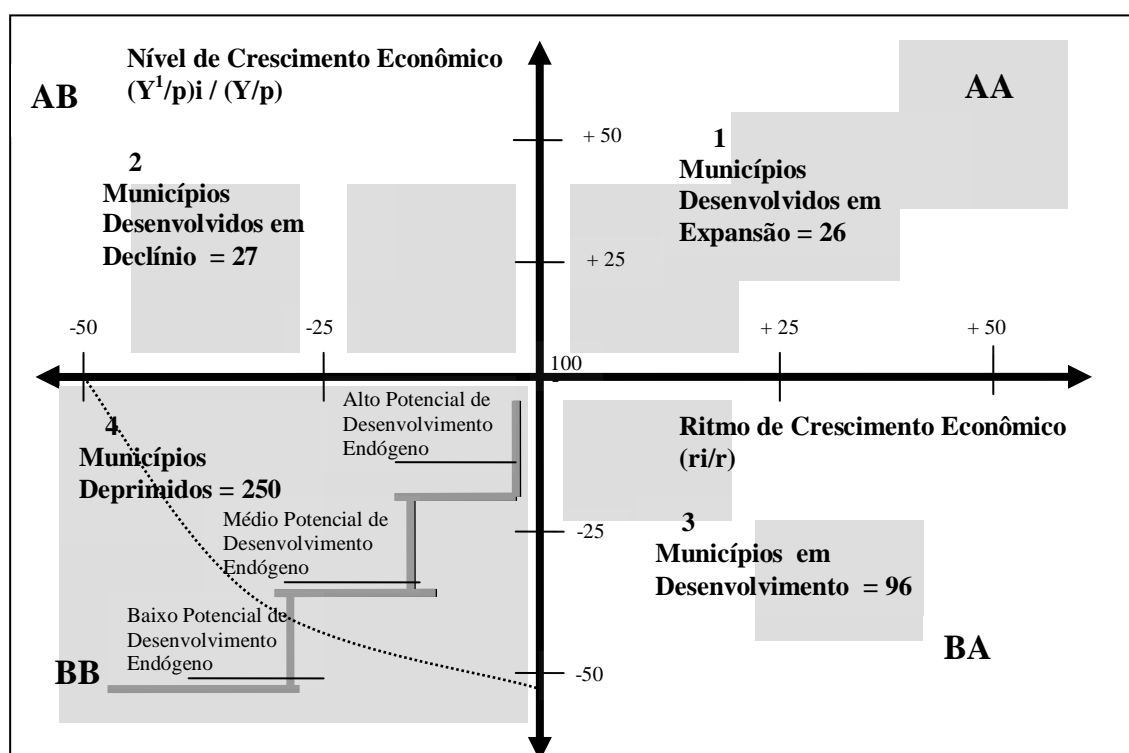 Nível de Crescimento Econômico
(Y¹/p)i / (Y/p)
AB
AA
+ 50
1
Municípios
Desenvolvidos em
Expansão = 26
2
Municípios
Desenvolvidos em
Declínio = 27
+ 25
-50
-25
+ 25
+ 50
100
Alto Potencial de
Desenvolvimento
Endógeno
Ritmo de Crescimento Econômico
(ri/r)
4
Municípios
Deprimidos = 250
Médio Potencial de
Desenvolvimento
Endógeno
-25
3
Municípios em
Desenvolvimento = 96
Baixo Potencial de
Desenvolvimento
Endógeno
BB
BA
-50